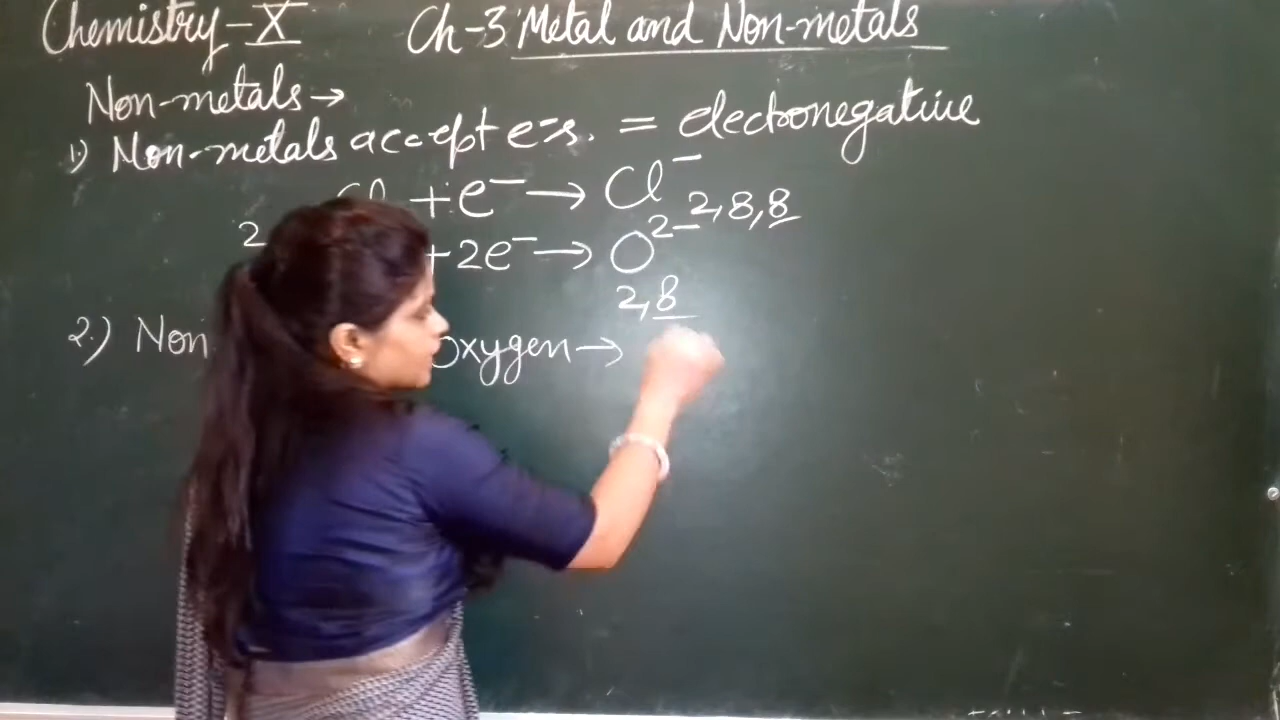 Chemistry-X Ch-3 Metal and Non-metals
Non-metals →
1.) Non-metals accept e⁻s. = electronegative
+ e⁻ → Cl⁻ 2,8,8
2
+ 2e⁻ → O²⁻
2,8
2.) Non Oxygen →